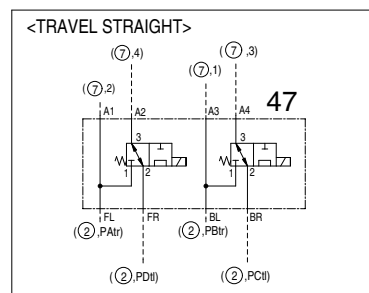 <TRAVEL STRAIGHT>
(7,4)
(7,3)
(7,2)
(7,1)
A1 A2 A3 A4 47
3 3
1 2 1 2
FL FR BL BR
(2,PAtr) (2,PBtr)
(2,PDtl) (2,PCtl)